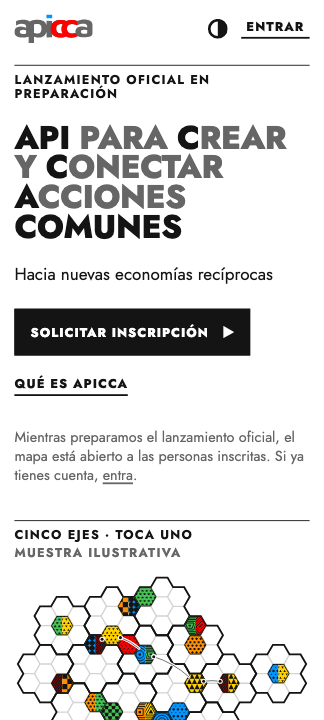 apicca
ENTRAR
LANZAMIENTO OFICIAL EN
PREPARACIÓN
API PARA CREAR
Y CONECTAR
ACCIONES
COMUNES
Hacia nuevas economías recíprocas
SOLICITAR INSCRIPCIÓN
QUÉ ES APICCA
Mientras preparamos el lanzamiento oficial, el
mapa está abierto a las personas inscritas. Si ya
tienes cuenta, entra.
CINCO EJES · TOCA UNO
MUESTRA ILUSTRATIVA